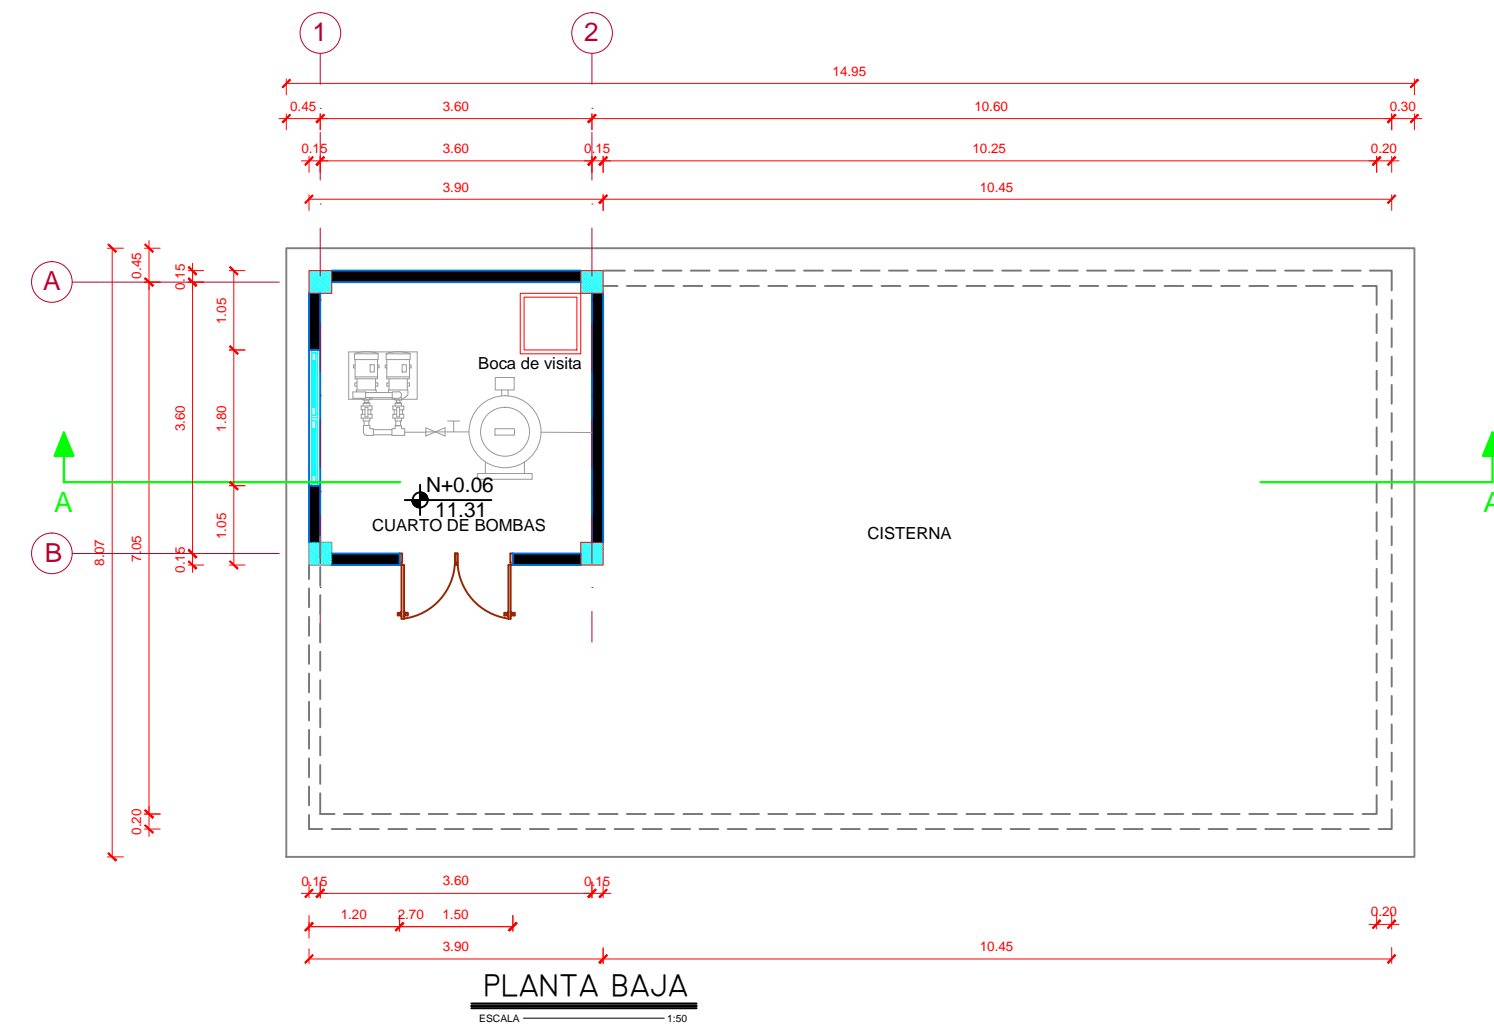 1 2
14.95
0.45 3.60 10.60 0.30
0.15 3.60 0.15 10.25 0.20
3.90 10.45
A
B
8.07
0.45 7.05 0.20
0.15 3.60 0.15
1.05 1.80 1.05
Boca de visita
N+0.06
11.31
CUARTO DE BOMBAS
CISTERNA
A A
0.15 3.60 0.15
1.20 2.70 1.50 0.20
3.90 10.45
PLANTA BAJA
ESCALA 1:50